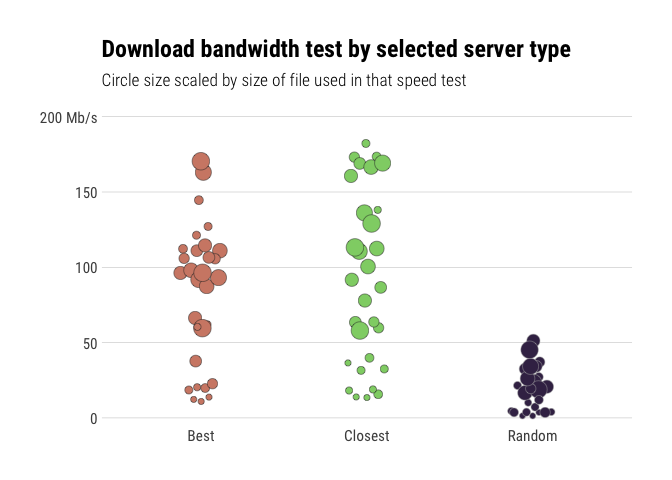 Download bandwidth test by selected server type
Circle size scaled by size of file used in that speed test
200 Mb/s
150
100
50
0
Best Closest Random